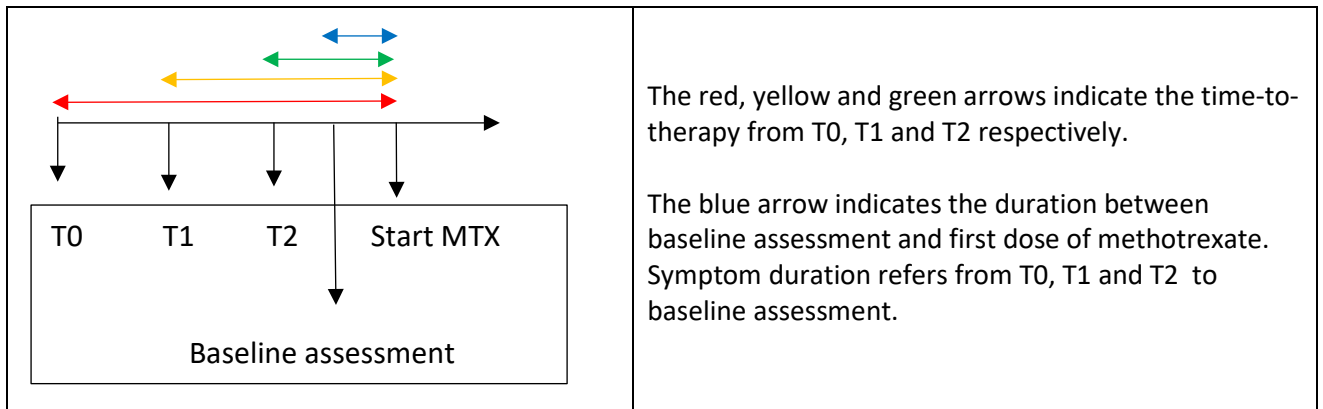 T0 T1 T2 Start MTX
Baseline assessment
The red, yellow and green arrows indicate the time-to-
therapy from T0, T1 and T2 respectively.
The blue arrow indicates the duration between
baseline assessment and first dose of methotrexate.
Symptom duration refers from T0, T1 and T2 to
baseline assessment.